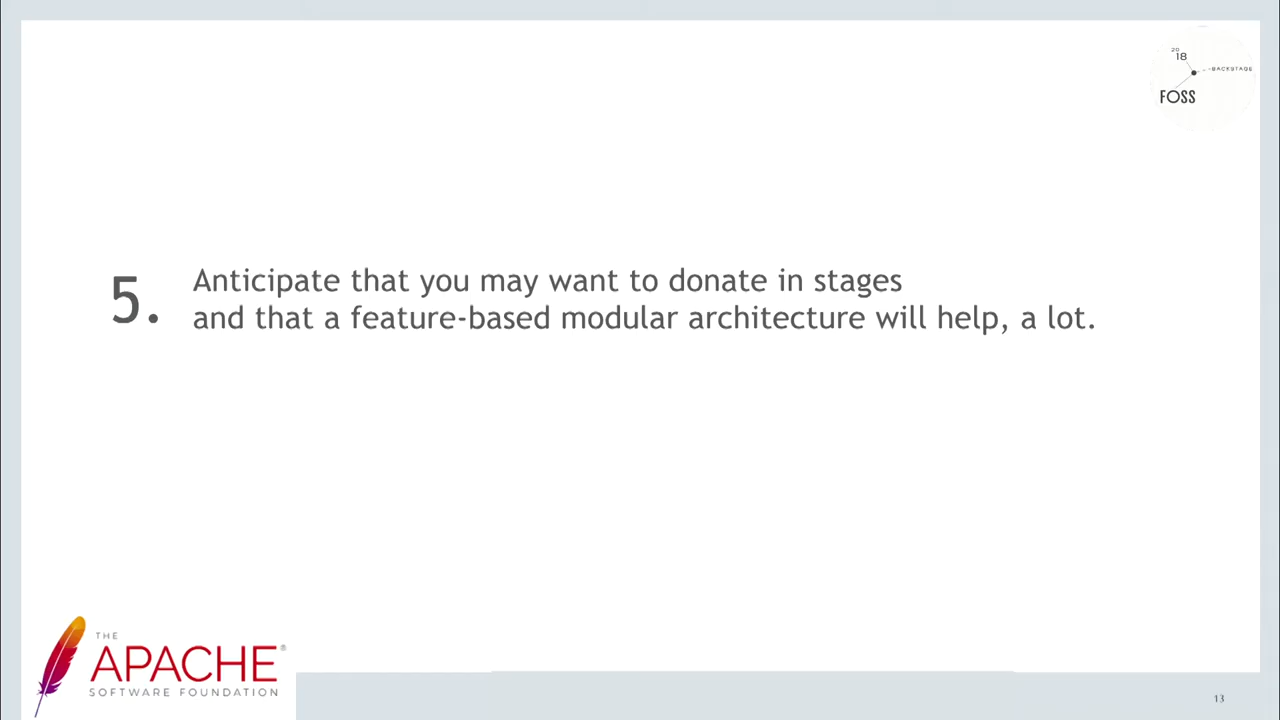 20
18
-BACKSTAGE
FOSS
5.
Anticipate that you may want to donate in stages
and that a feature-based modular architecture will help, a lot.
THE
APACHE®
SOFTWARE FOUNDATION
13